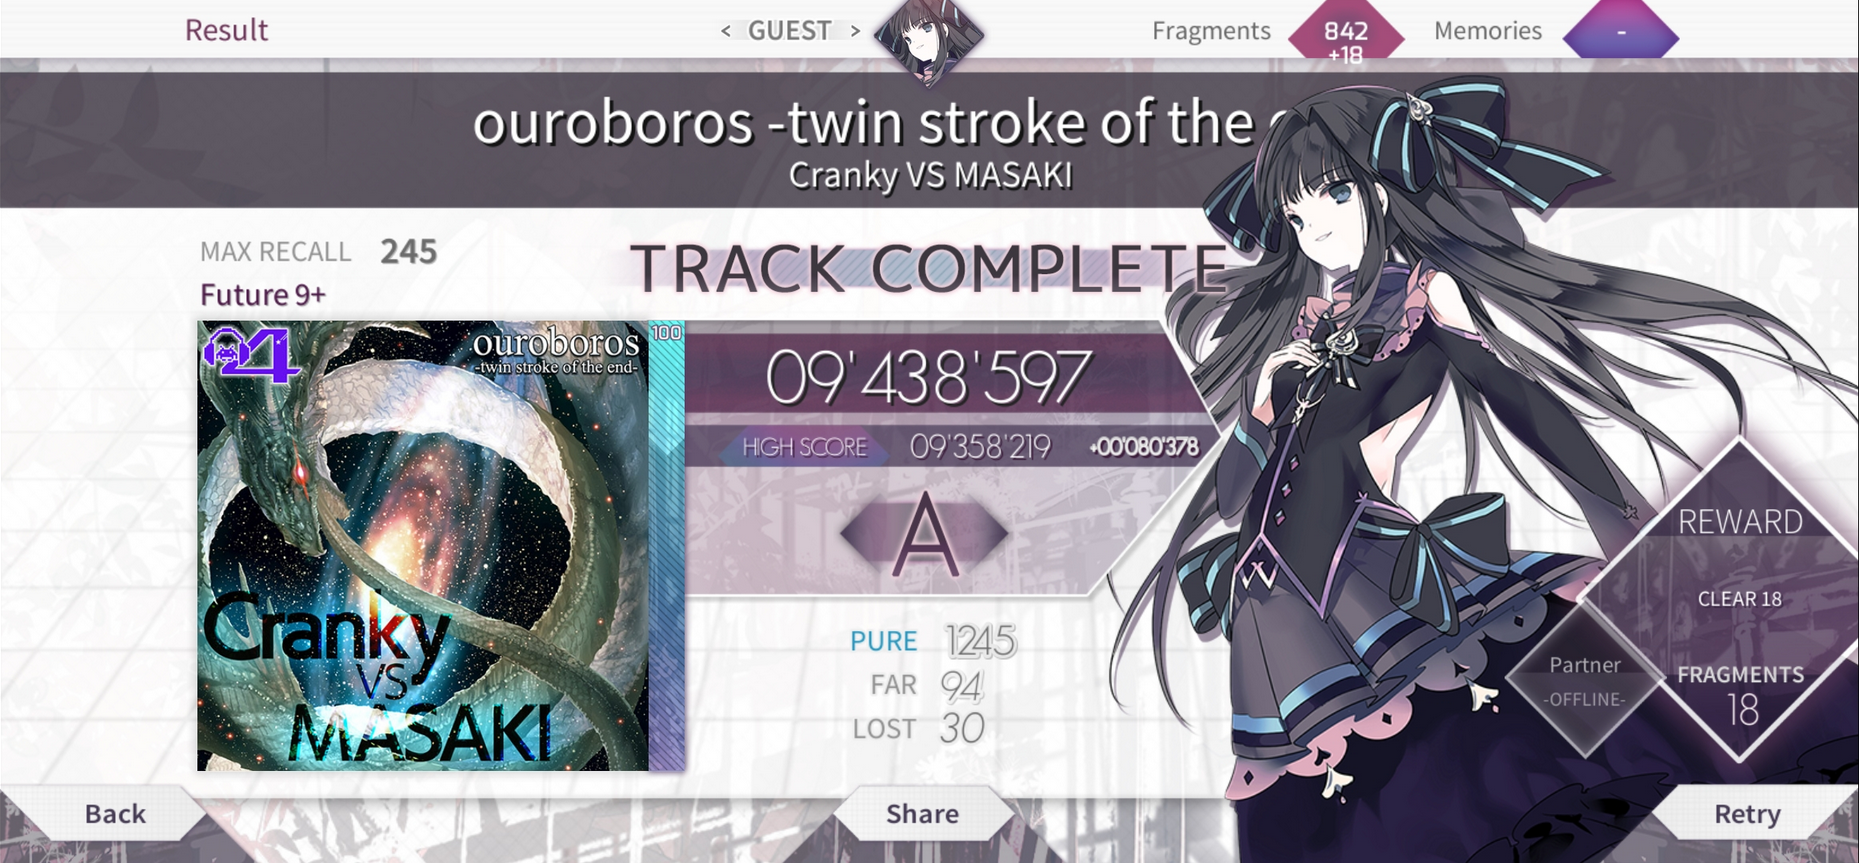 Result
< GUEST >
Fragments
842
+18
Memories
-
ouroboros -twin stroke of the
Cranky VS MASAKI
MAX RECALL 245
Future 9+
TRACK COMPLETE
ouroboros
-twin stroke of the end-
100
09'438'597
HIGH SCORE 09'358'219 +00'080'378
A
Cranky
VS
MASAKI
PURE 1245
FAR 94
LOST 30
REWARD
CLEAR 18
FRAGMENTS
18
Partner
-OFFLINE-
Back
Share
Retry